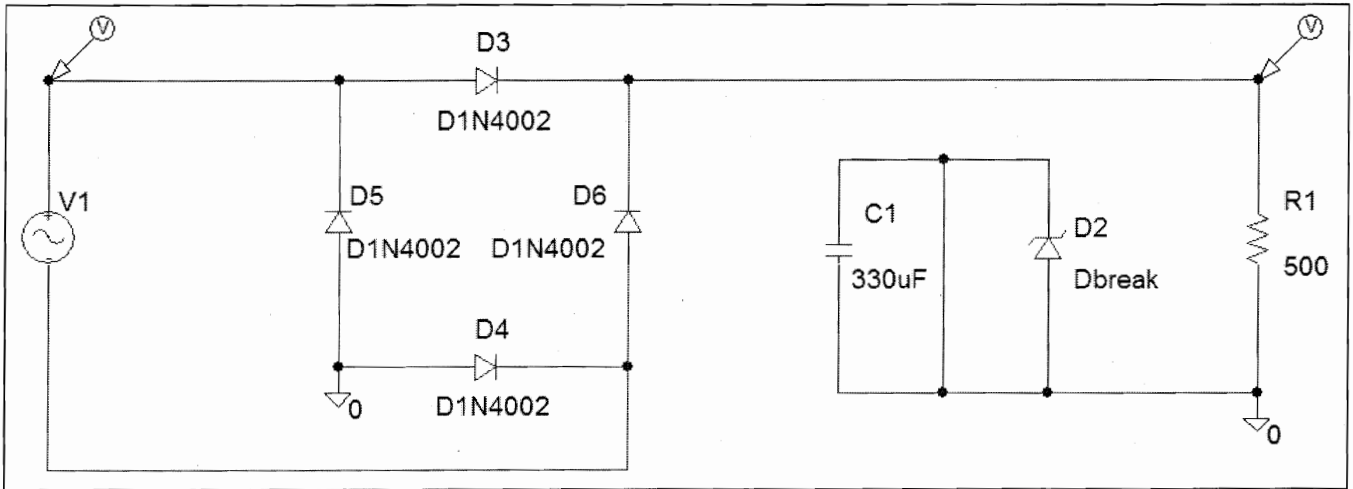 V
V
D3
D1N4002
V1
D5
D1N4002
D6
D1N4002
C1
330uF
D2
Dbreak
R1
500
D4
D1N4002
0
0